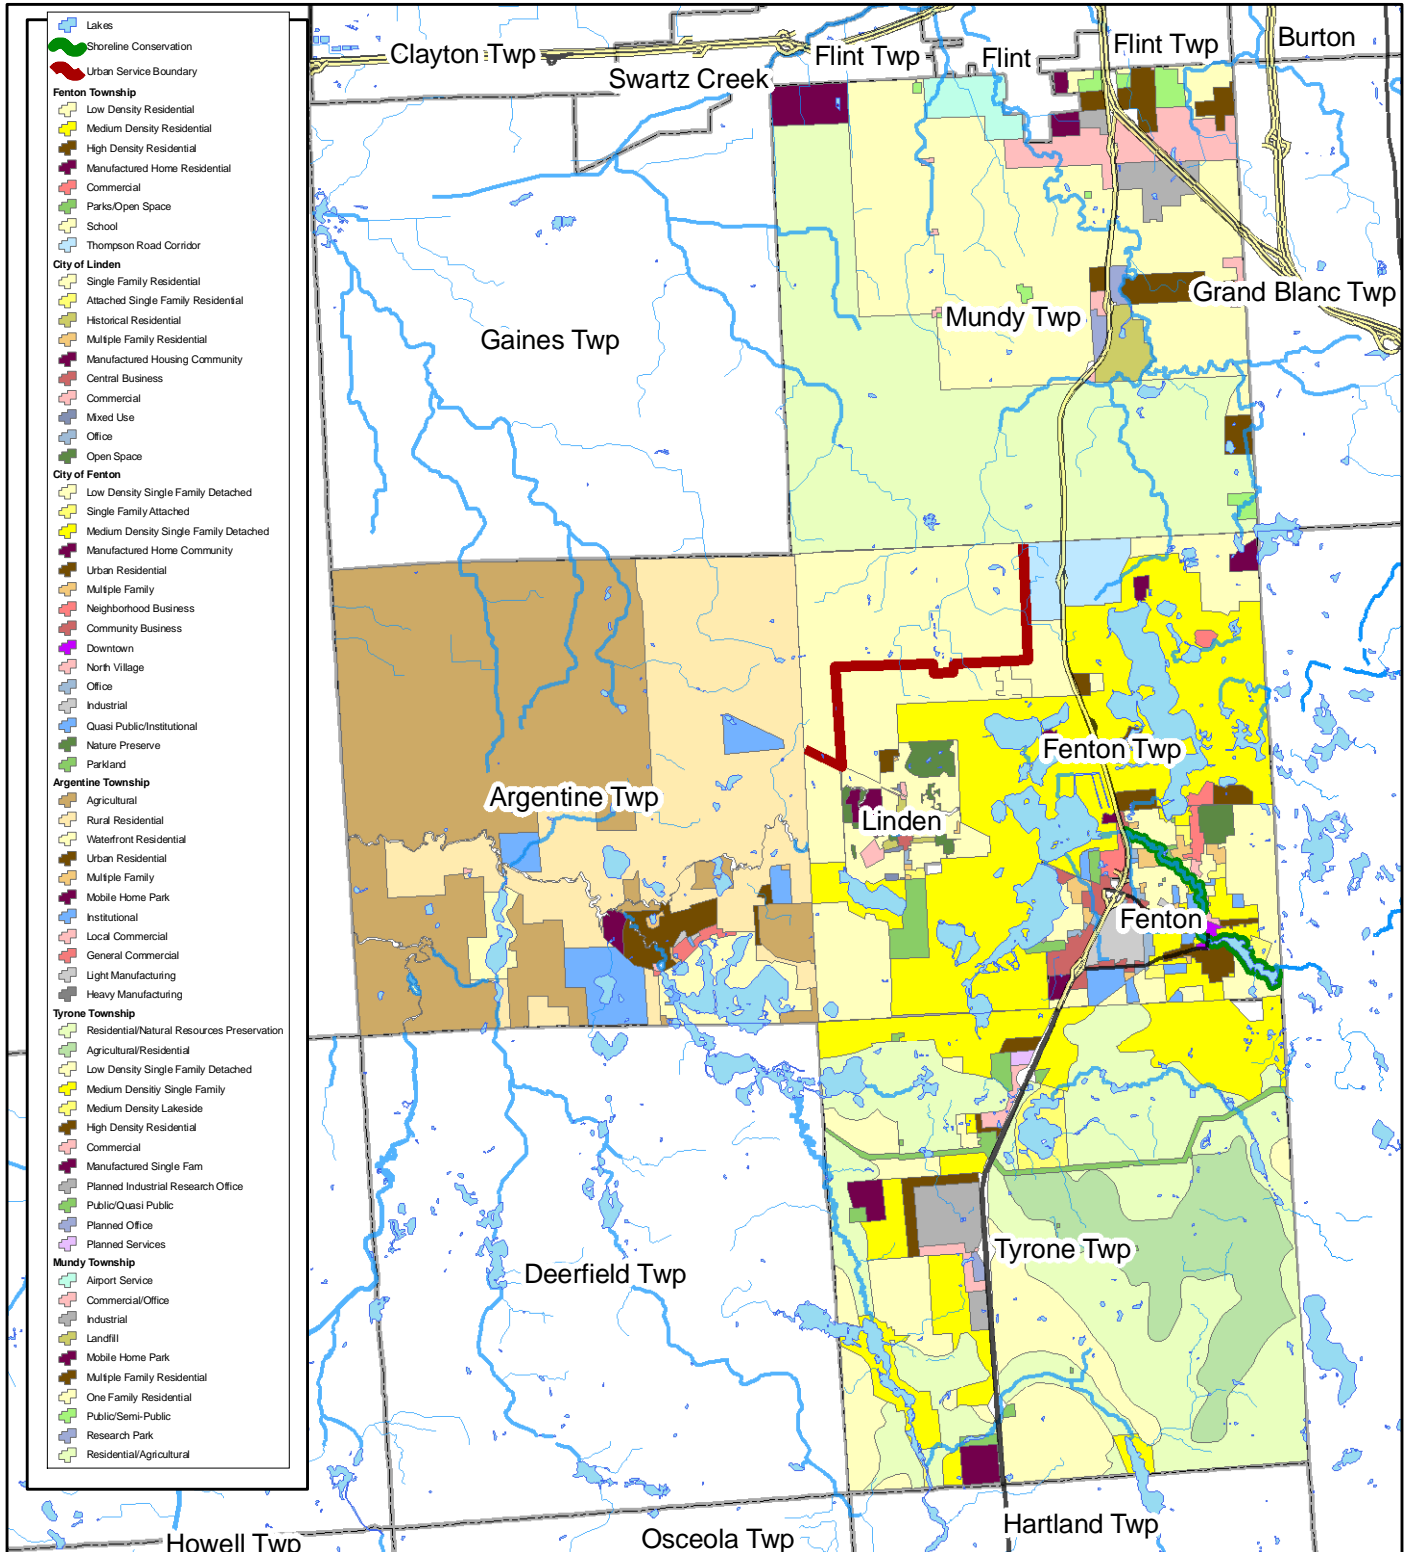 Lakes
Shoreline Conservation
Urban Service Boundary
Fenton Township
Low Density Residential
Medium Density Residential
High Density Residential
Manufactured Home Residential
Commercial
Parks/Open Space
School
Thompson Road Corridor
City of Linden
Single Family Residential
Attached Single Family Residential
Historical Residential
Multiple Family Residential
Manufactured Housing Community
Central Business
Commercial
Mixed Use
Office
Open Space
City of Fenton
Low Density Single Family Detached
Single Family Attached
Medium Density Single Family Detached
Manufactured Home Community
Urban Residential
Multiple Family
Neighborhood Business
Community Business
Downtown
North Village
Office
Industrial
Quasi Public/Institutional
Nature Preserve
Parkland
Argentine Township
Agricultural
Rural Residential
Waterfront Residential
Urban Residential
Multiple Family
Mobile Home Park
Institutional
Local Commercial
General Commercial
Light Manufacturing
Heavy Manufacturing
Tyrone Township
Residential/Natural Resources Preservation
Agricultural/Residential
Low Density Single Family Detached
Medium Densitiy Single Family
Medium Density Lakeside
High Density Residential
Commercial
Manufactured Single Fam
Planned Industrial Research Office
Public/Quasi Public
Planned Office
Planned Services
Mundy Township
Airport Service
Commercial/Office
Industrial
Landfill
Mobile Home Park
Multiple Family Residential
One Family Residential
Public/Semi-Public
Research Park
Residential/Agricultural
Clayton Twp
Swartz Creek
Flint Twp
Flint
Flint Twp
Burton
Gaines Twp
Mundy Twp
Grand Blanc Twp
Argentine Twp
Linden
Fenton Twp
Fenton
Deerfield Twp
Tyrone Twp
Howell Twp
Osceola Twp
Hartland Twp